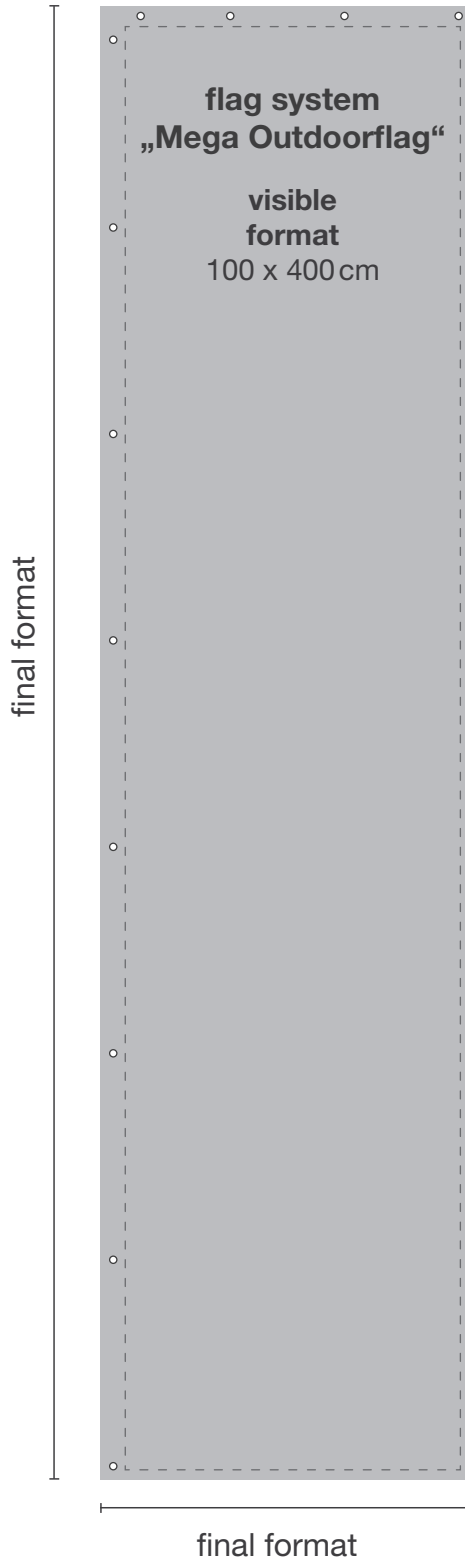 flag system
„Mega Outdoorflag“
visible
format
100 x 400 cm
final format
final format